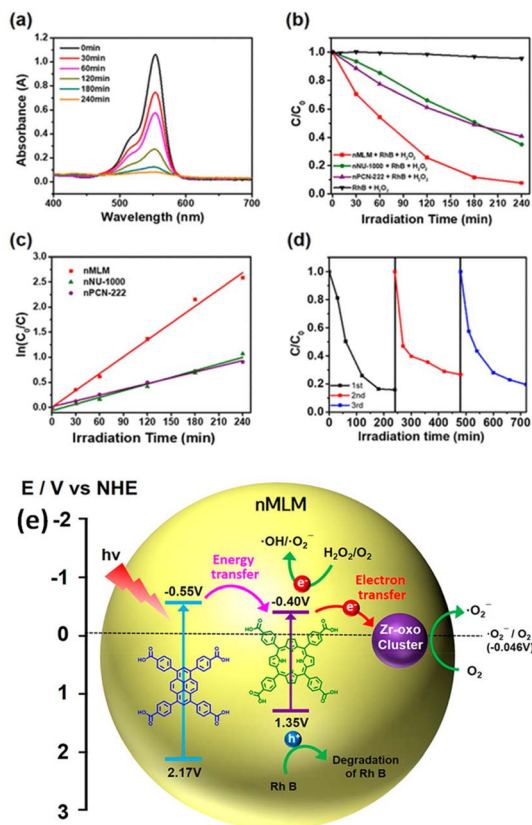 (a)
0min
30min
60min
120min
180min
240min
1.2
1.0
0.8
0.6
0.4
0.2
0.0
Absorbance (A)
400 500 600 700
Wavelength (nm)
(b)
1.0
0.8
0.6
0.4
0.2
0.0
C/C₀
nMLM + RhB + H₂O₂
nNU-1000 + RhB + H₂O₂
nPCN-222 + RhB + H₂O₂
RhB + H₂O₂
0 30 60 90 120 150 180 210 240
Irradiation Time (min)
(c)
nMLM
nNU-1000
nPCN-222
2.5
2.0
1.5
1.0
0.5
0.0
ln(C₀/C)
0 30 60 90 120 150 180 210 240
Irradiation Time (min)
(d)
1.0
0.8
0.6
0.4
0.2
0.0
C/C₀
1st
2nd
3rd
0 100 200 300 400 500 600 700
Irradiation time (min)
E / V vs NHE
(e)
nMLM
-2
-1
0
1
2
3
hν
-0.55V
2.17V
Energy
transfer
·OH/·O₂⁻
H₂O₂/O₂
e⁻
-0.40V
Electron
transfer
e⁻
Zr-oxo
Cluster
·O₂⁻
·O₂⁻ / O₂
(-0.046V)
O₂
1.35V
h⁺
Rh B
Degradation
of Rh B